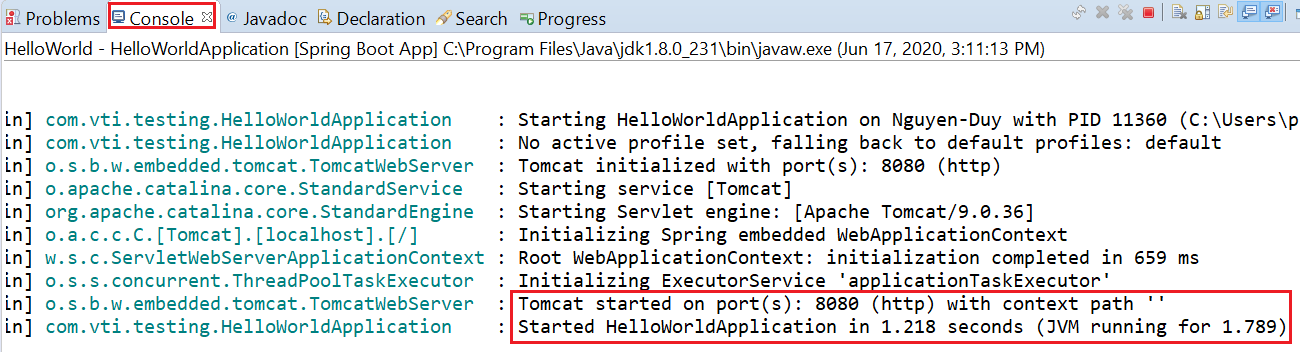 Problems Console Javadoc Declaration Search Progress
HelloWorld - HelloWorldApplication [Spring Boot App] C:\Program Files\Java\jdk1.8.0_231\bin\javaw.exe (Jun 17, 2020, 3:11:13 PM)
in] com.vti.testing.HelloWorldApplication : Starting HelloWorldApplication on Nguyen-Duy with PID 11360 (C:\Users\p
in] com.vti.testing.HelloWorldApplication : No active profile set, falling back to default profiles: default
in] o.s.b.w.embedded.tomcat.TomcatWebServer : Tomcat initialized with port(s): 8080 (http)
in] o.apache.catalina.core.StandardService : Starting service [Tomcat]
in] org.apache.catalina.core.StandardEngine : Starting Servlet engine: [Apache Tomcat/9.0.36]
in] o.a.c.c.C.[Tomcat].[localhost].[/] : Initializing Spring embedded WebApplicationContext
in] w.s.c.ServletWebServerApplicationContext : Root WebApplicationContext: initialization completed in 659 ms
in] o.s.s.concurrent.ThreadPoolTaskExecutor : Initializing ExecutorService 'applicationTaskExecutor'
in] o.s.b.w.embedded.tomcat.TomcatWebServer : Tomcat started on port(s): 8080 (http) with context path ''
in] com.vti.testing.HelloWorldApplication : Started HelloWorldApplication in 1.218 seconds (JVM running for 1.789)